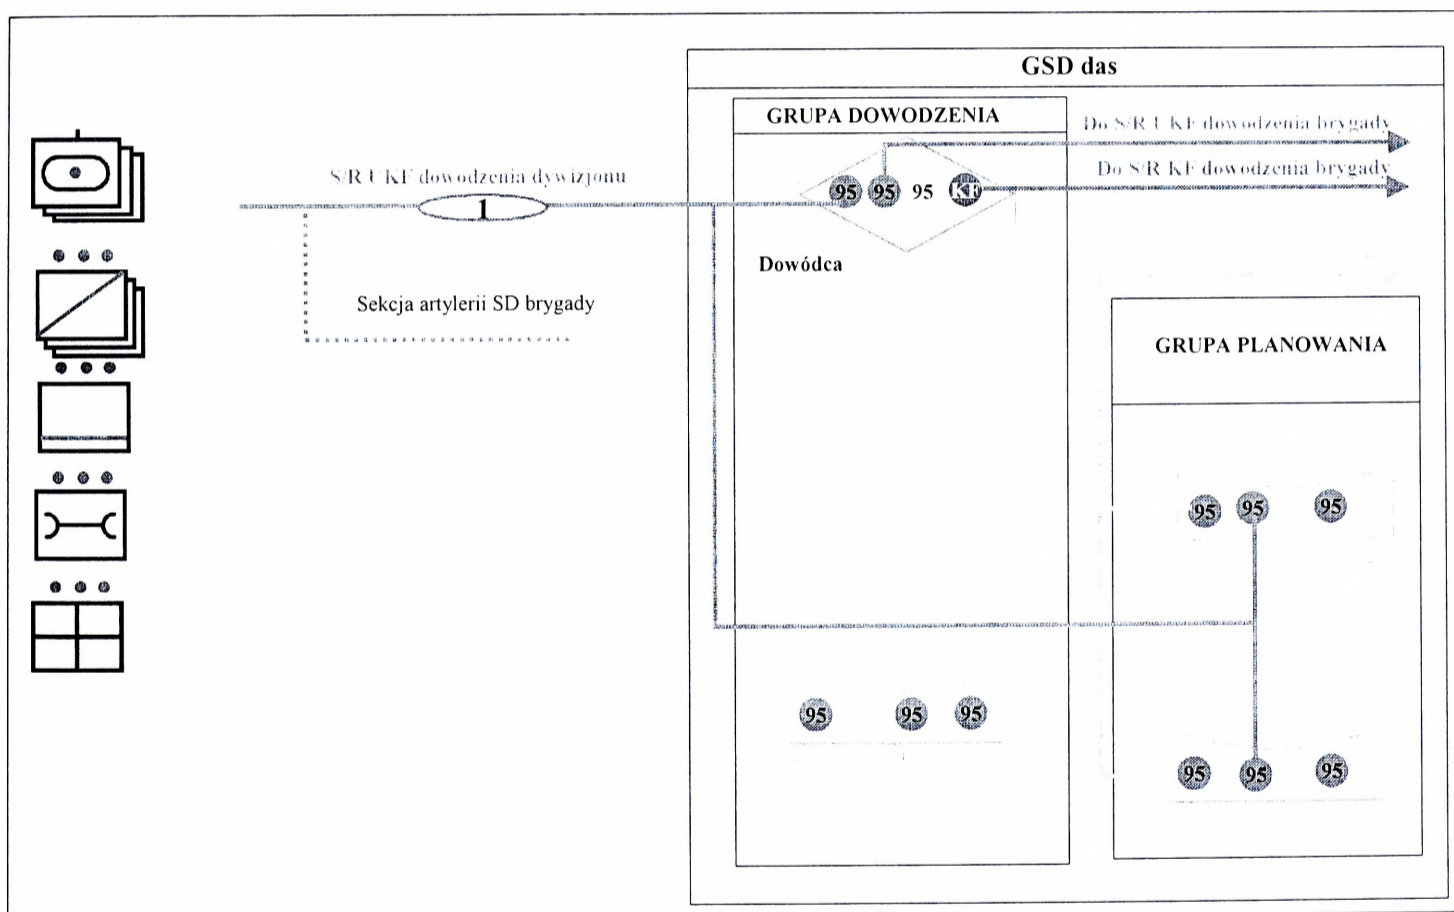 GSD das
GRUPA DOWODZENIA
Do S/R UKF dowodzenia brygady
Do S/R KF dowodzenia brygady
S/R UKF dowodzenia dywizjonu
95 95 95 KF
1
Dowódca
Sekcja artylerii SD brygady
GRUPA PLANOWANIA
95 95 95
95 95 95
95 95 95